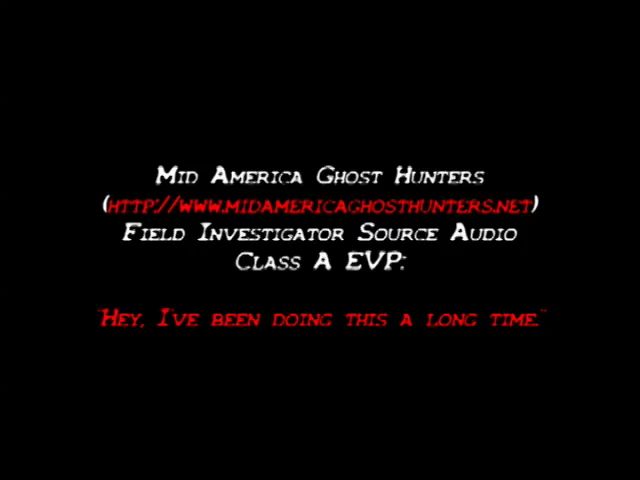 Mid America Ghost Hunters
(http://www.midamericaghosthunters.net)
Field Investigator Source Audio
Class A EVP:
"Hey, I've been doing this a long time."